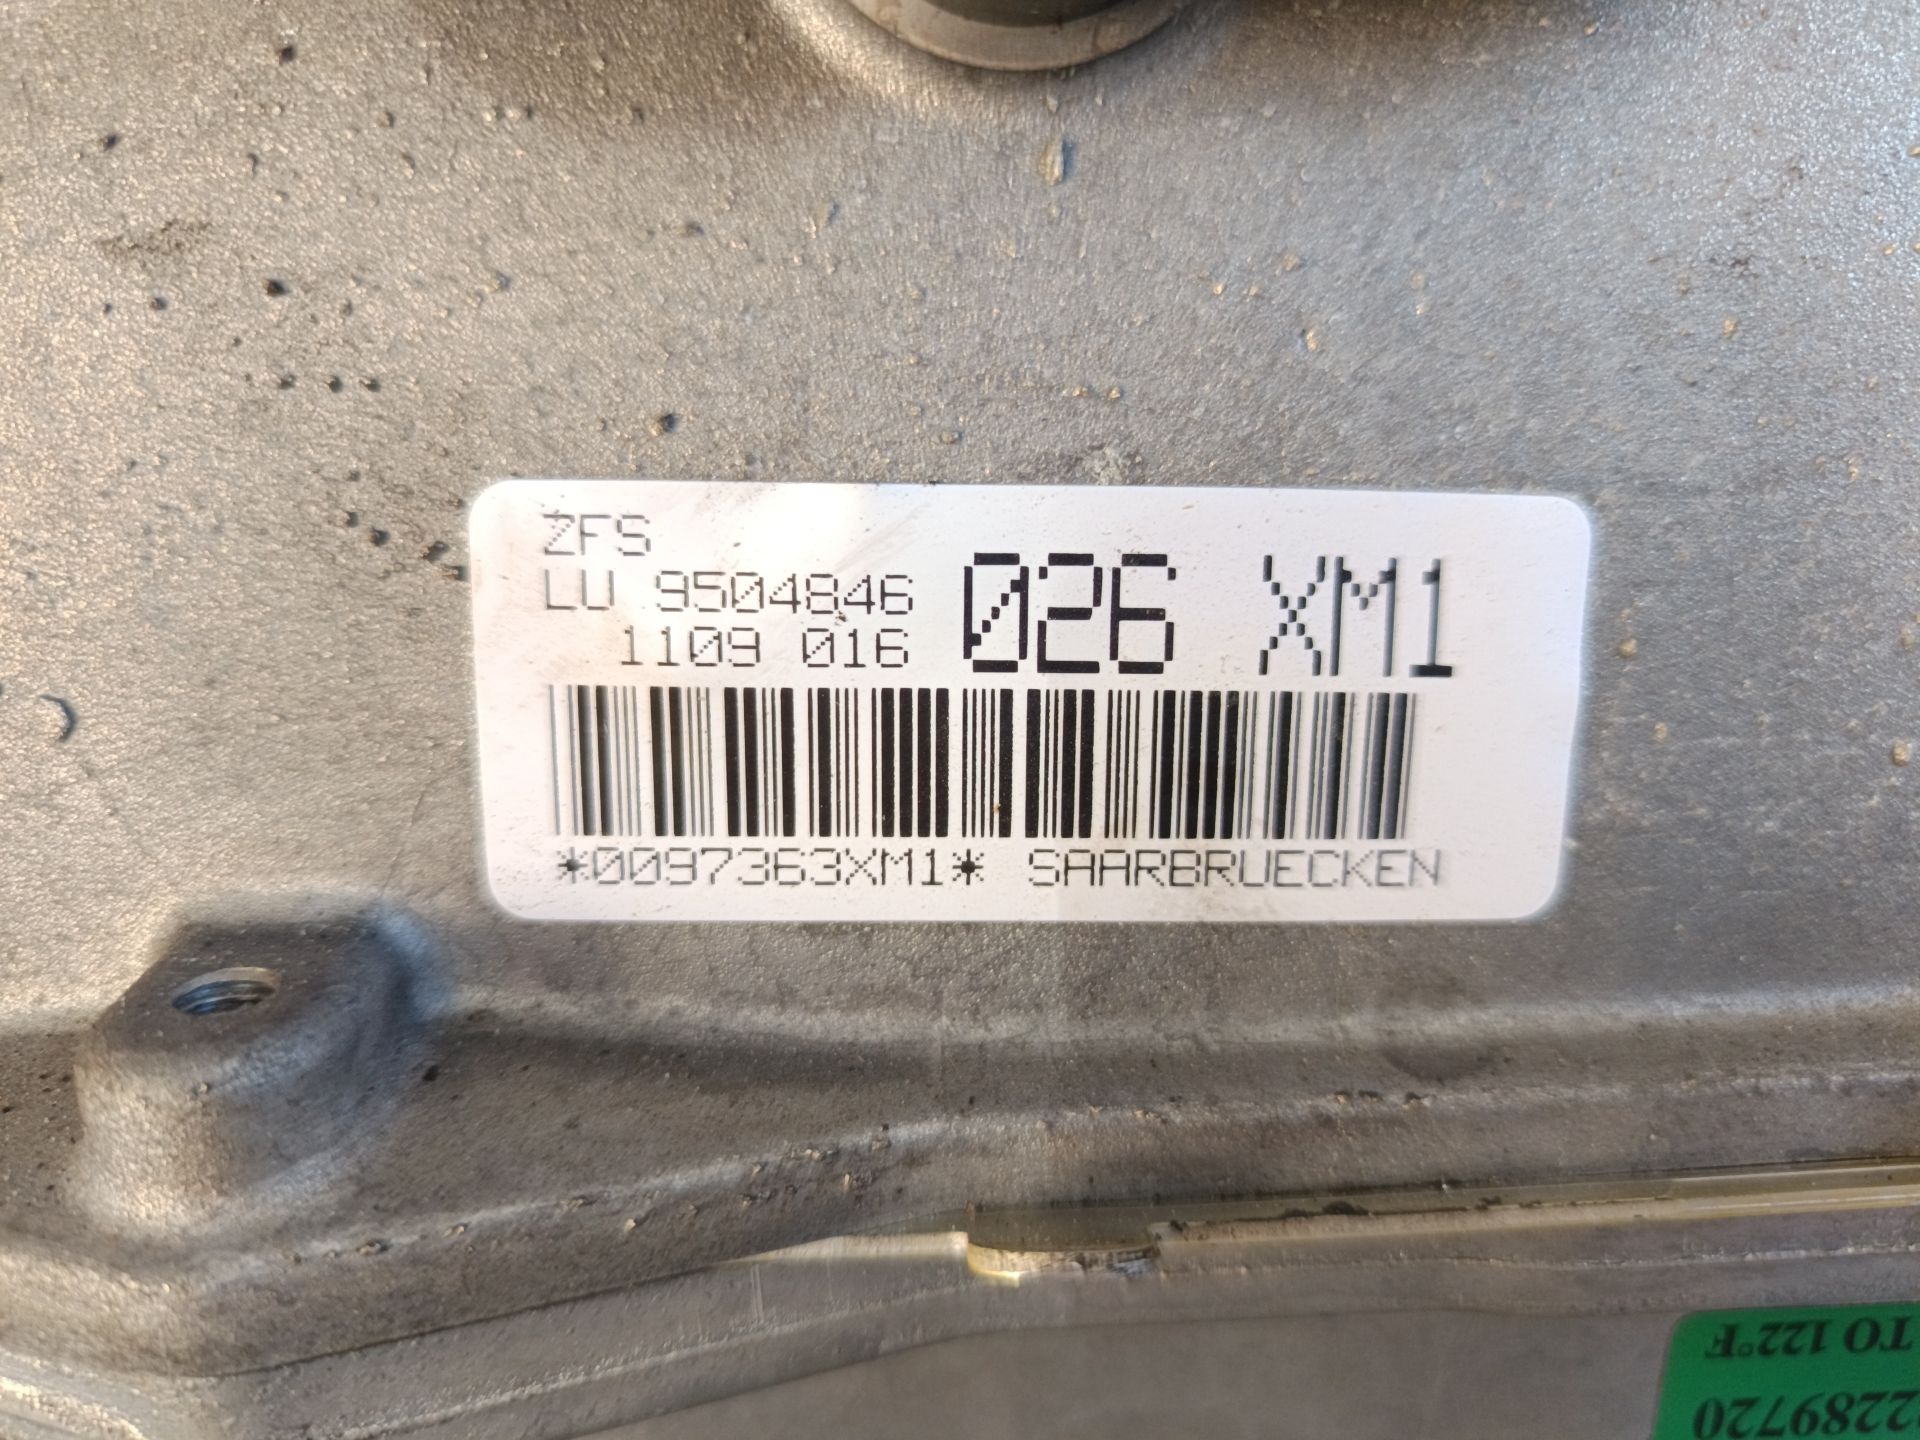 ZFS
LU 9504846
1109 016 026 XM1
*0097363XM1* SAARBRUECKEN
TO 122°F
2289720